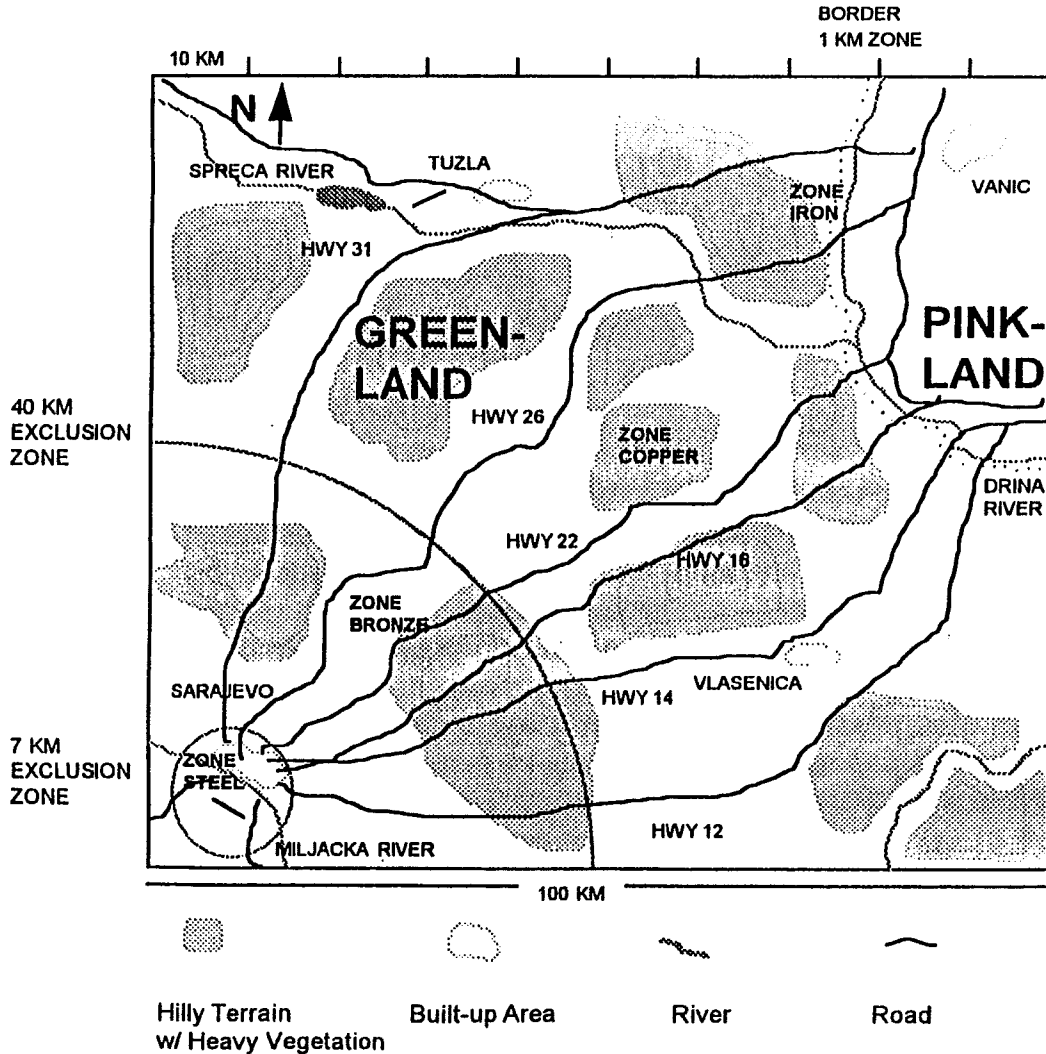 BORDER
1 KM ZONE
10 KM
N
SPRECA RIVER
TUZLA
ZONE
IRON
VANIC
HWY 31
GREEN-
LAND
PINK-
LAND
HWY 26
40 KM
EXCLUSION
ZONE
ZONE
COPPER
DRINA
RIVER
HWY 22
HWY 16
ZONE
BRONZE
SARAJEVO
HWY 14
VLASENICA
7 KM
EXCLUSION
ZONE
ZONE
STEEL
HWY 12
MILJACKA RIVER
100 KM
Hilly Terrain
w/ Heavy Vegetation
Built-up Area
River
Road